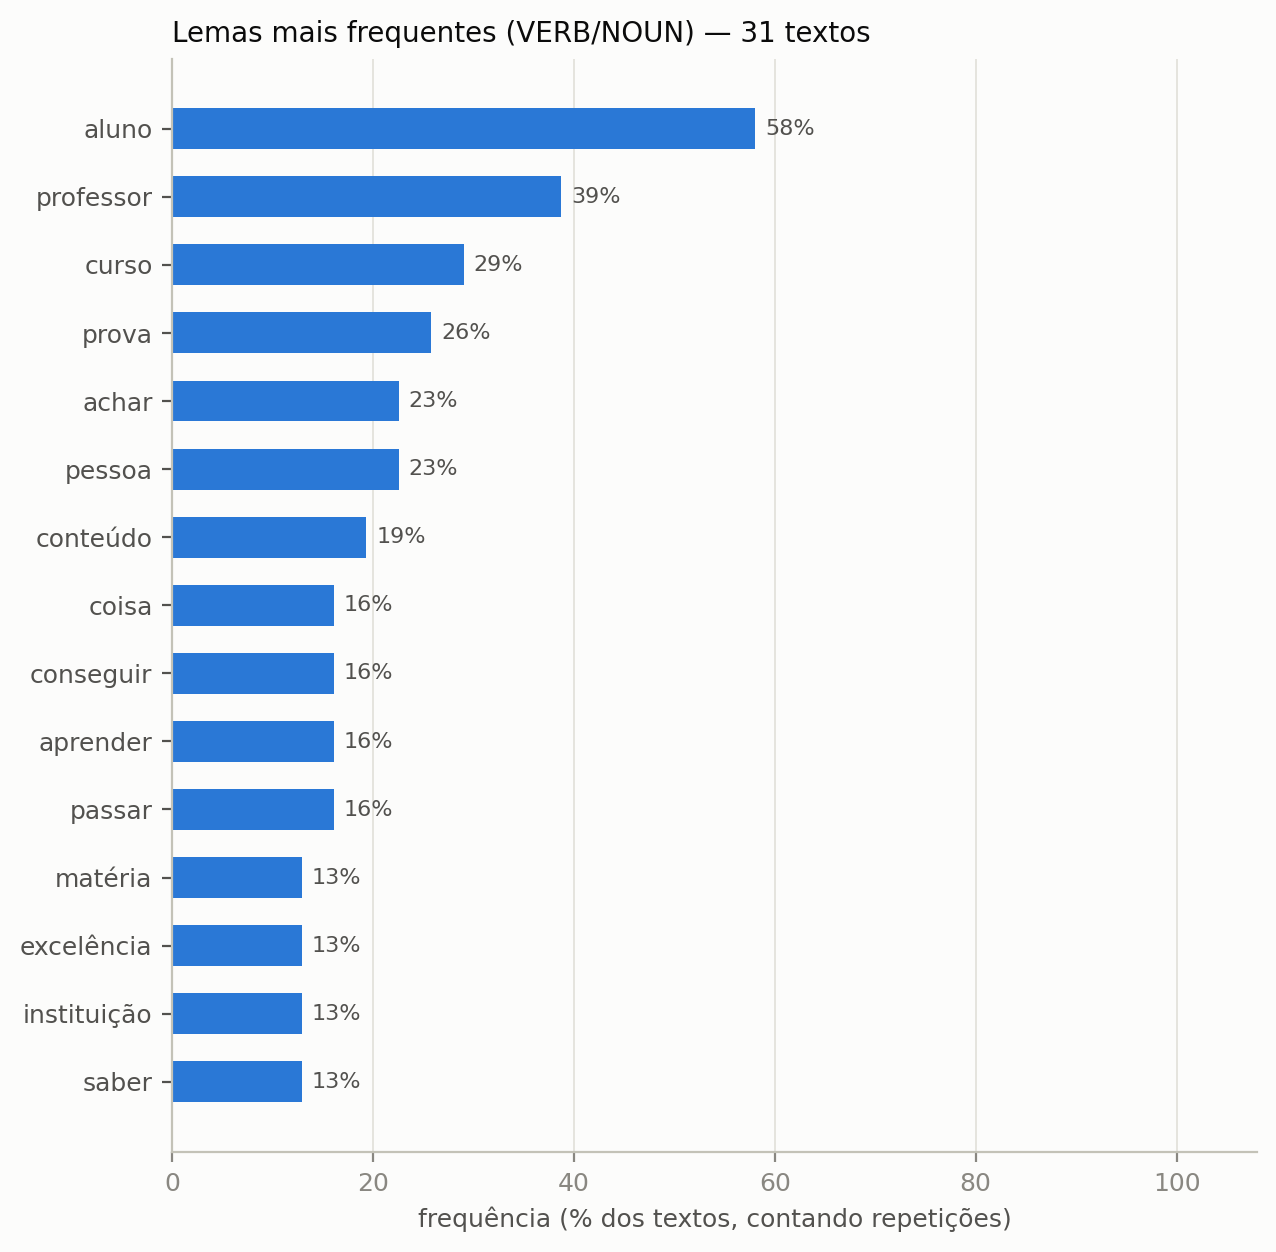 Lemas mais frequentes (VERB/NOUN) — 31 textos
aluno 58%
professor 39%
curso 29%
prova 26%
achar 23%
pessoa 23%
conteúdo 19%
coisa 16%
conseguir 16%
aprender 16%
passar 16%
matéria 13%
excelência 13%
instituição 13%
saber 13%
0 20 40 60 80 100
frequência (% dos textos, contando repetições)